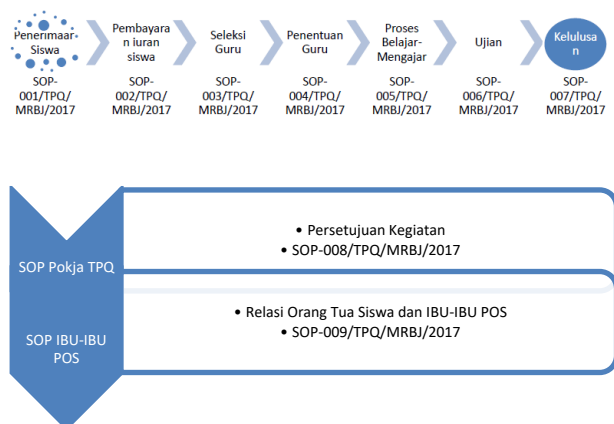 Penerimaar
Siswa
Pembayara
n iuran
siswa
Seleksi
Guru
Penentuan
Guru
Proses
Belajar-
Mengajar
Ujian
Kelulusa
n
SOP-
001/TPQ/
MRBJ/2017
SOP-
002/TPQ/
MRBJ/2017
SOP-
003/TPQ/
MRBJ/2017
SOP-
004/TPQ/
MRBJ/2017
SOP-
005/TPQ/
MRBJ/2017
SOP-
006/TPQ/
MRBJ/2017
SOP-
007/TPQ/
MRBJ/2017
SOP Pokja TPQ
• Persetujuan Kegiatan
• SOP-008/TPQ/MRBJ/2017
SOP IBU-IBU
POS
• Relasi Orang Tua Siswa dan IBU-IBU POS
• SOP-009/TPQ/MRBJ/2017